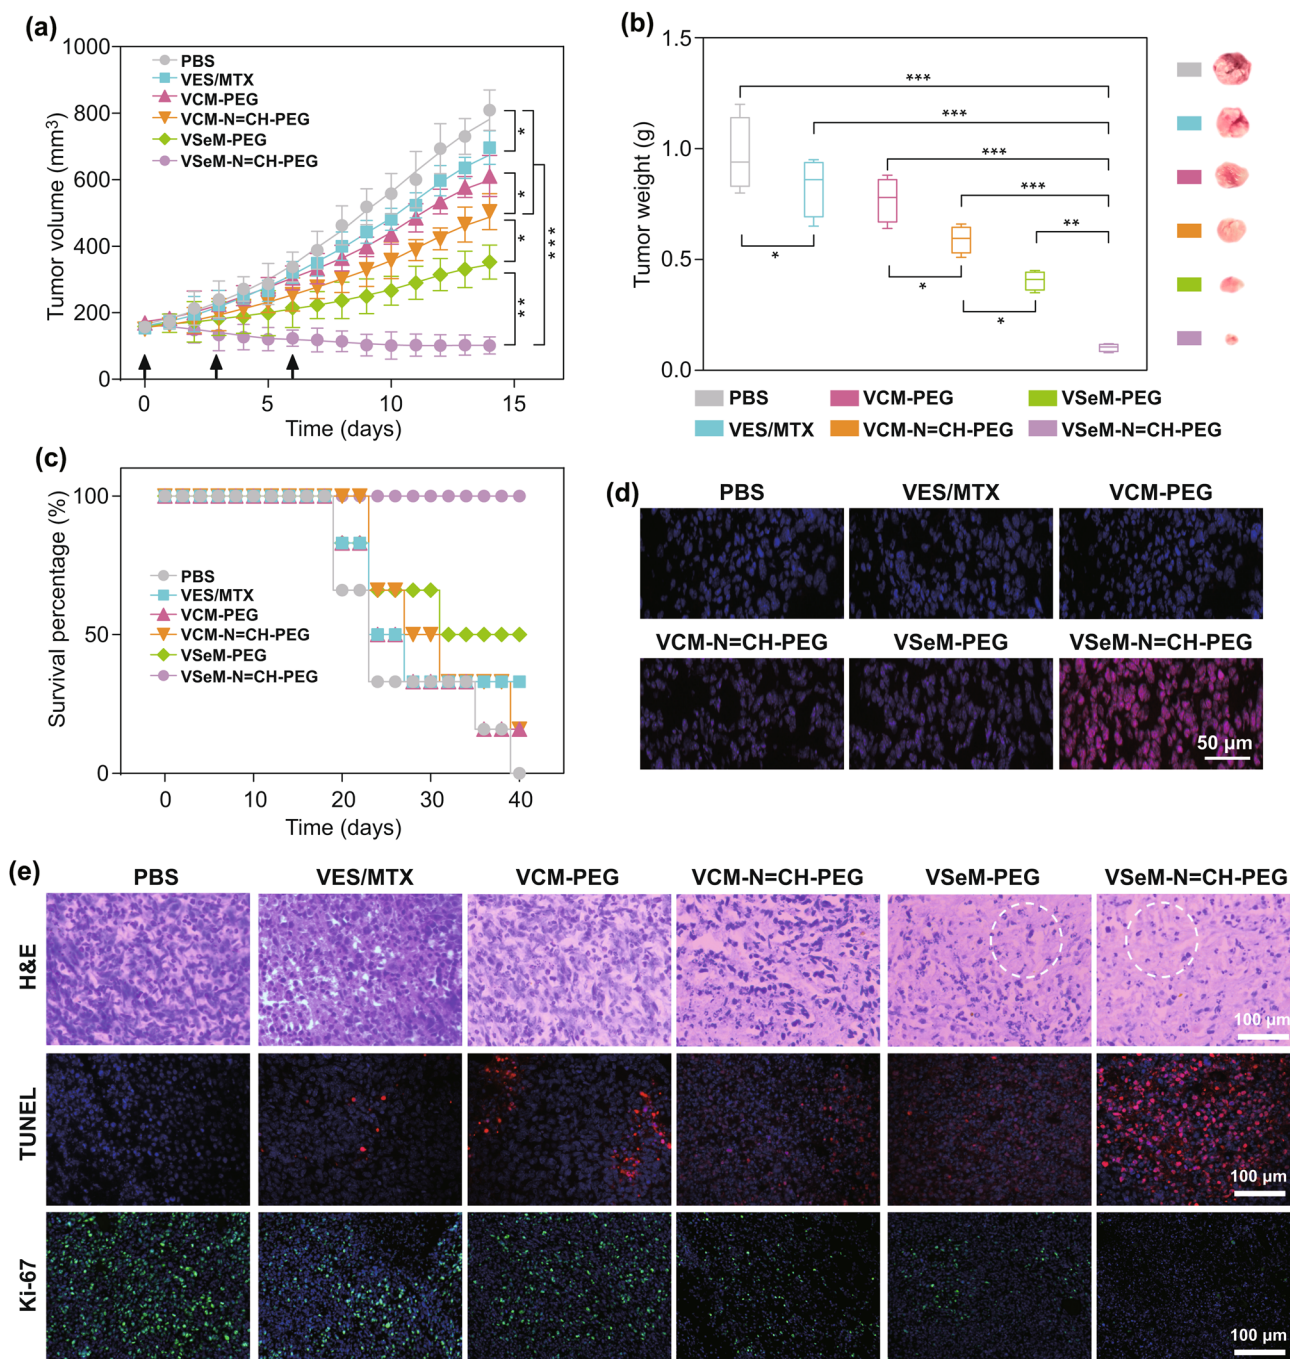 (a)
1000
800
600
400
200
0
Tumor volume (mm³)
PBS
VES/MTX
VCM-PEG
VCM-N=CH-PEG
VSeM-PEG
VSeM-N=CH-PEG
*
*
*
**
***
0 5 10 15
Time (days)
(b)
1.5
1.0
0.5
0.0
Tumor weight (g)
***
***
***
***
**
*
*
*
PBS VCM-PEG VSeM-PEG
VES/MTX VCM-N=CH-PEG VSeM-N=CH-PEG
(c)
100
50
0
Survival percentage (%)
PBS
VES/MTX
VCM-PEG
VCM-N=CH-PEG
VSeM-PEG
VSeM-N=CH-PEG
0 10 20 30 40
Time (days)
(d)
PBS VES/MTX VCM-PEG
VCM-N=CH-PEG VSeM-PEG VSeM-N=CH-PEG
50 µm
(e)
PBS VES/MTX VCM-PEG VCM-N=CH-PEG VSeM-PEG VSeM-N=CH-PEG
H&E
100 µm
TUNEL
100 µm
Ki-67
100 µm